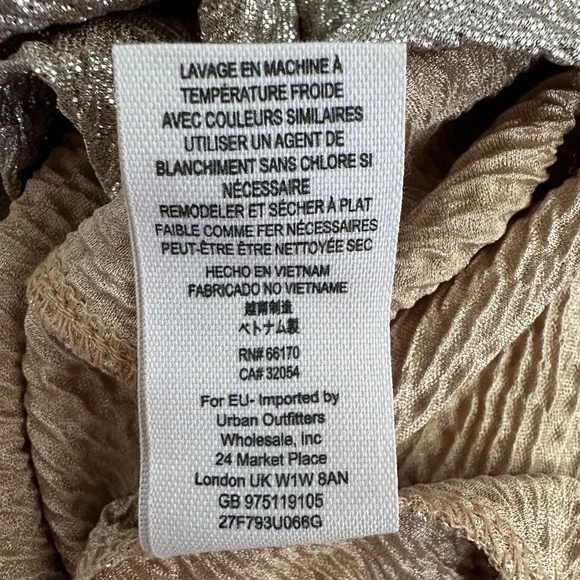 LAVAGE EN MACHINE À
TEMPÉRATURE FROIDE
AVEC COULEURS SIMILAIRES
UTILISER UN AGENT DE
BLANCHIMENT SANS CHLORE SI
NÉCESSAIRE
REMODELER ET SÉCHER À PLAT
FAIBLE COMME FER NÉCESSAIRES
PEUT-ÊTRE ÊTRE NETTOYÉE SEC
HECHO EN VIETNAM
FABRICADO NO VIETNAME
越南制造
ベトナム製
RN# 66170
CA# 32054
For EU- Imported by
Urban Outfitters
Wholesale, Inc
24 Market Place
London UK W1W 8AN
GB 975119105
27F793U066G